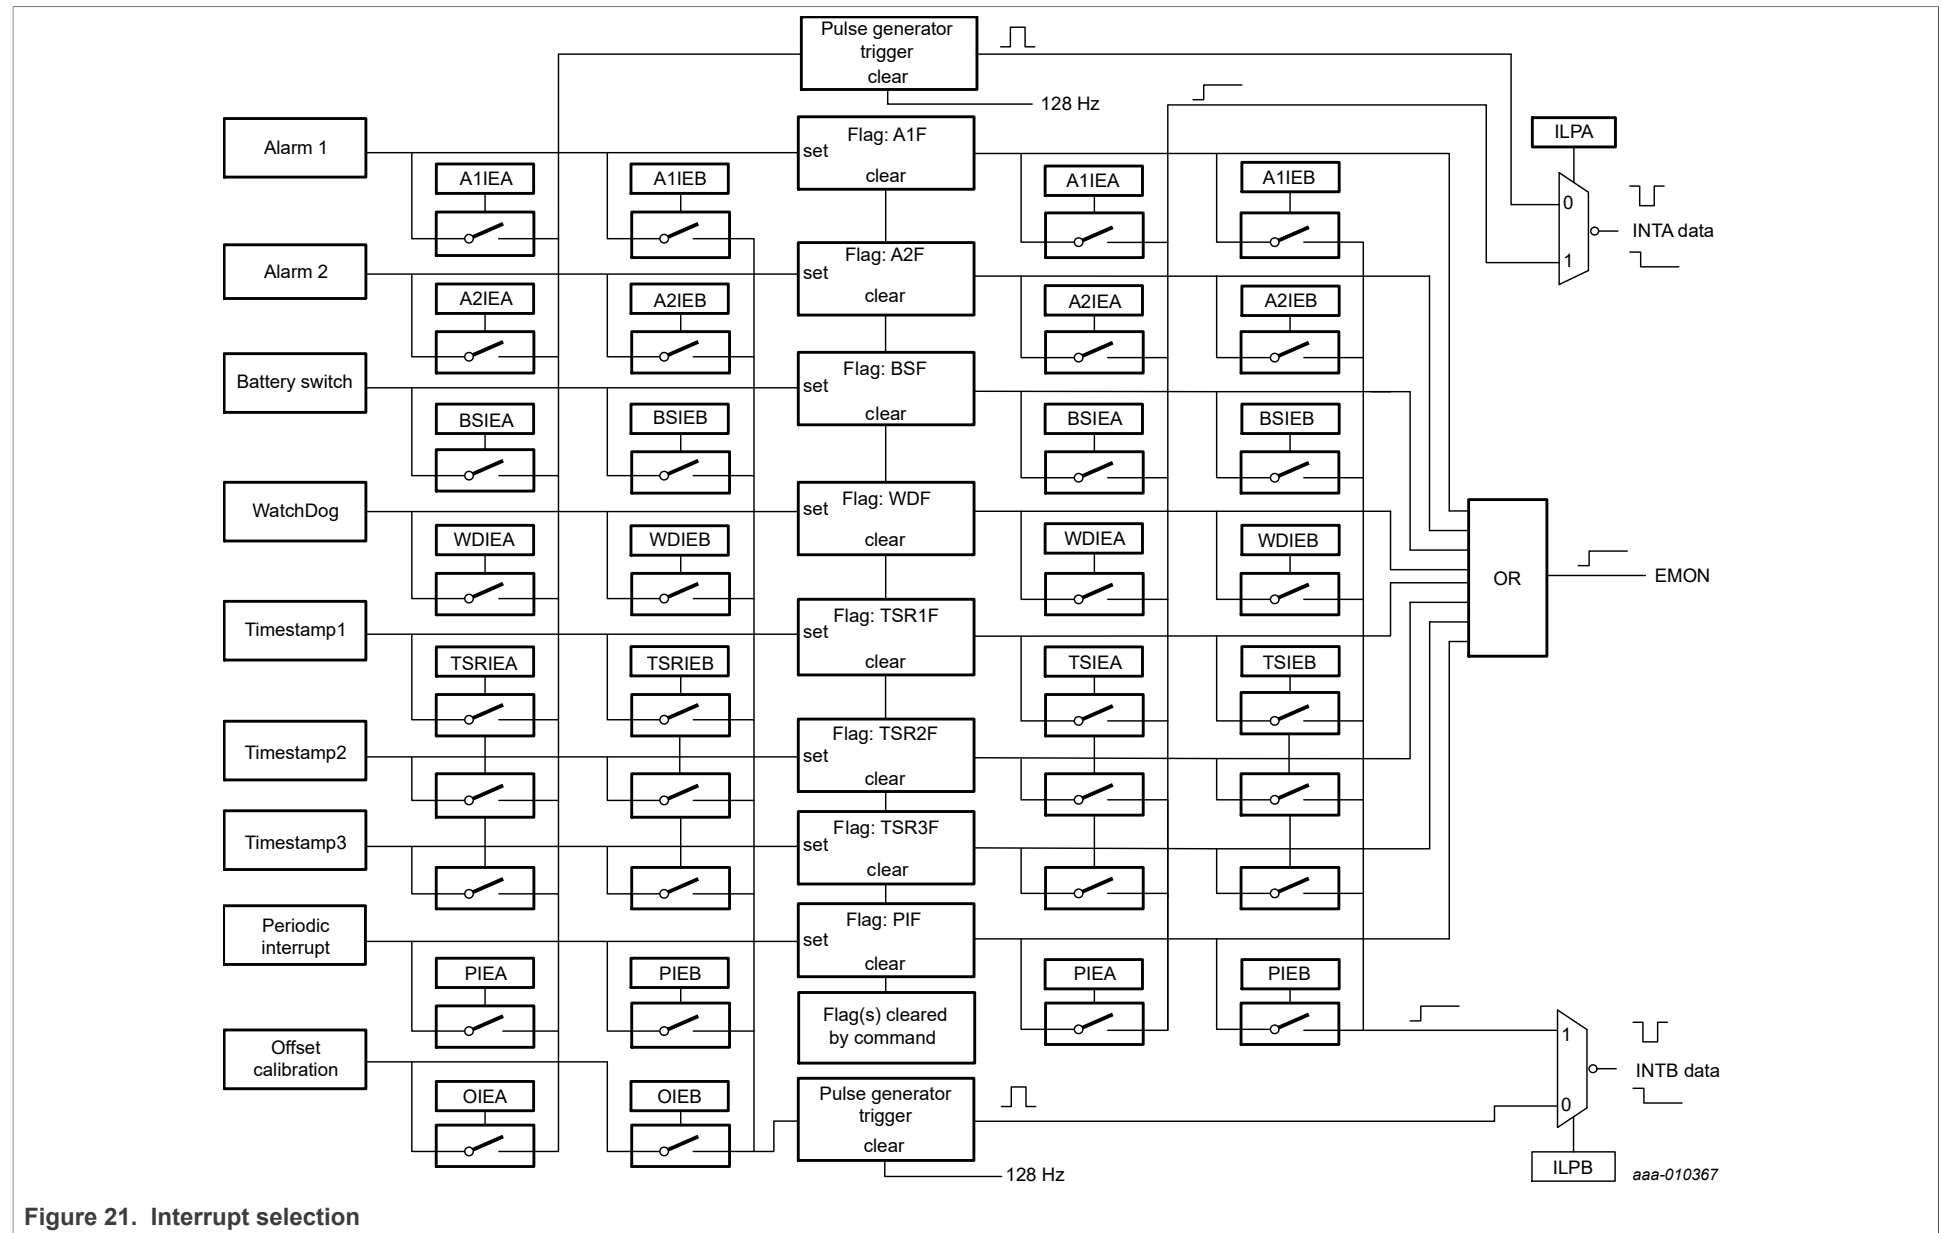 Pulse generator
trigger
clear
128 Hz
Alarm 1
Flag: A1F
set
clear
ILPA
A1IEA
A1IEB
A1IEA
A1IEB
0
INTA data
1
Alarm 2
Flag: A2F
set
clear
A2IEA
A2IEB
A2IEA
A2IEB
Battery switch
Flag: BSF
set
clear
BSIEA
BSIEB
BSIEA
BSIEB
WatchDog
Flag: WDF
set
clear
WDIEA
WDIEB
WDIEA
WDIEB
OR
EMON
Timestamp1
Flag: TSR1F
set
clear
TSRIEA
TSRIEB
TSIEA
TSIEB
Timestamp2
Flag: TSR2F
set
clear
Timestamp3
Flag: TSR3F
set
clear
Periodic
interrupt
Flag: PIF
set
clear
PIEA
PIEB
PIEA
PIEB
Flag(s) cleared
by command
Offset
calibration
1
INTB data
0
OIEA
OIEB
Pulse generator
trigger
clear
128 Hz
ILPB
aaa-010367
Figure 21. Interrupt selection